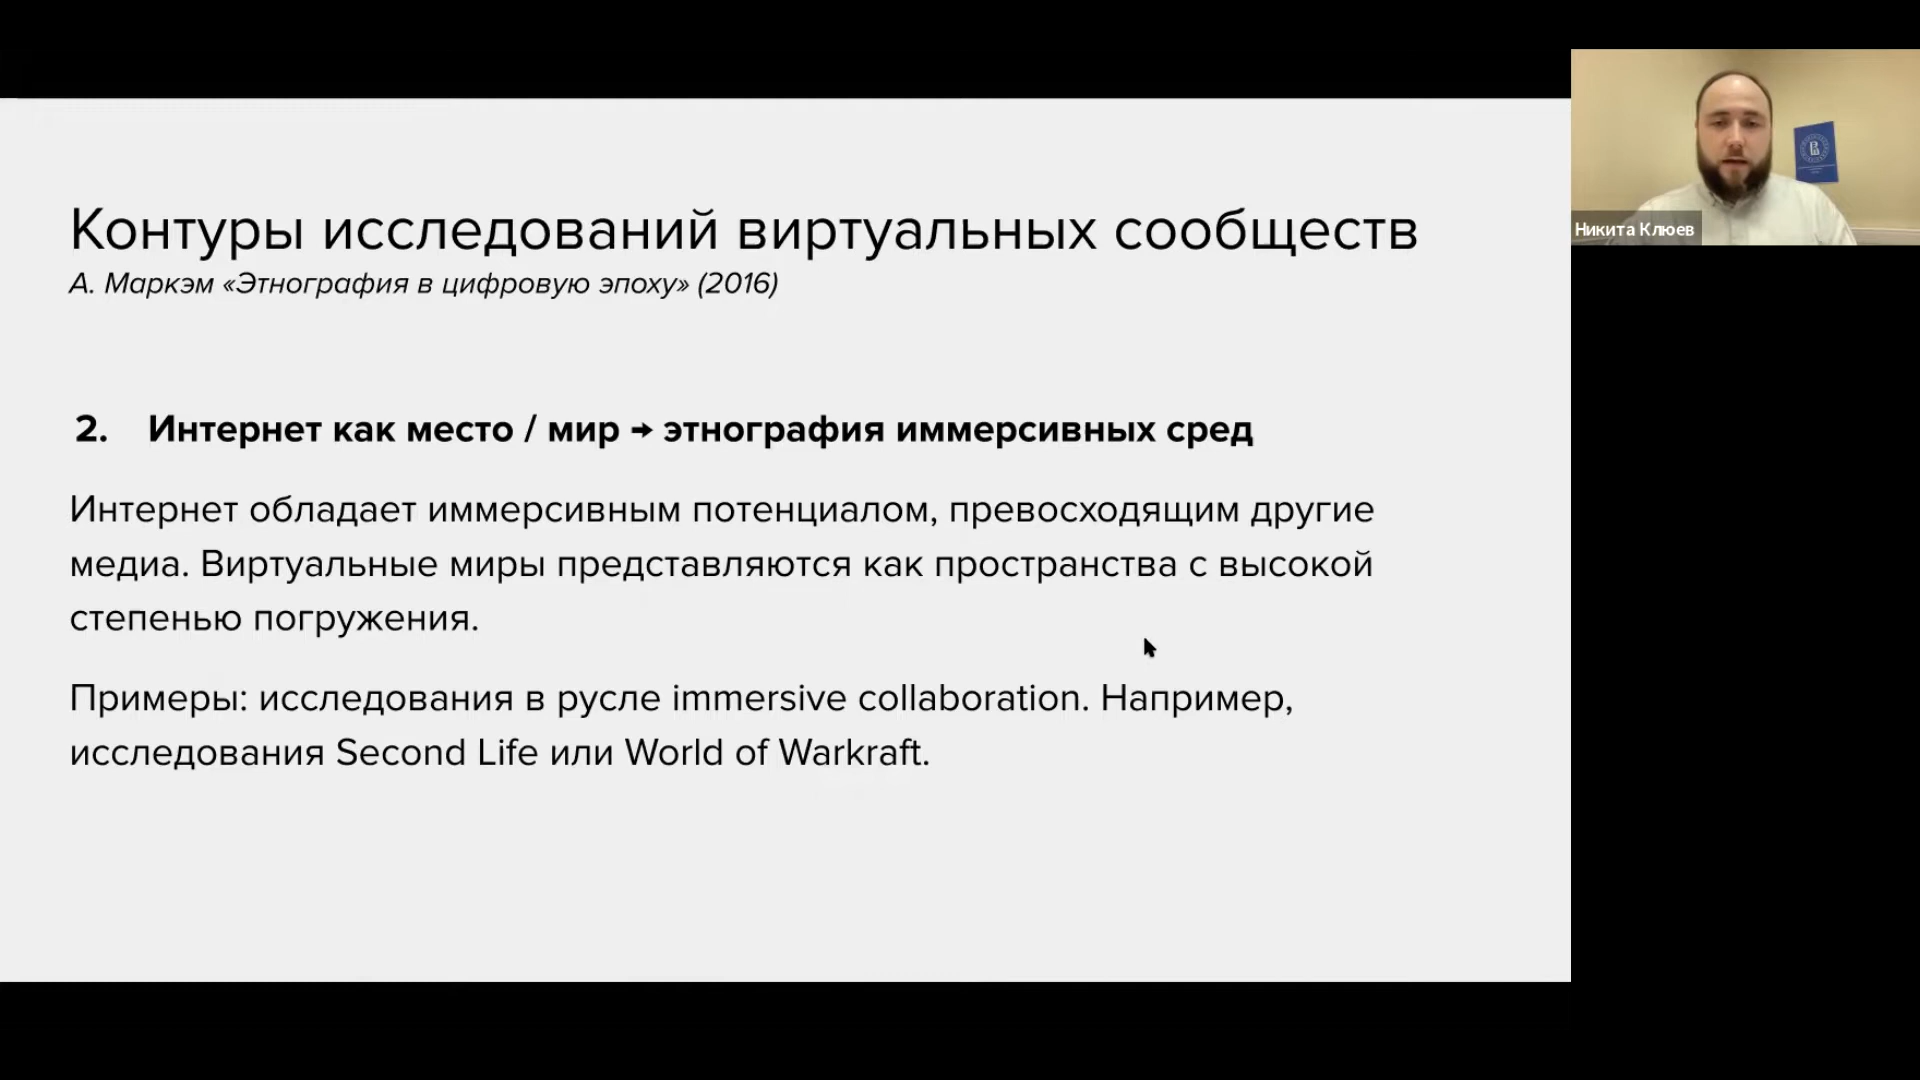 Контуры исследований виртуальных сообществ
А. Маркэм «Этнография в цифровую эпоху» (2016)
2. Интернет как место / мир → этнография иммерсивных сред
Интернет обладает иммерсивным потенциалом, превосходящим другие
медиа. Виртуальные миры представляются как пространства с высокой
степенью погружения.
Примеры: исследования в русле immersive collaboration. Например,
исследования Second Life или World of Warkraft.
Никита Клюев